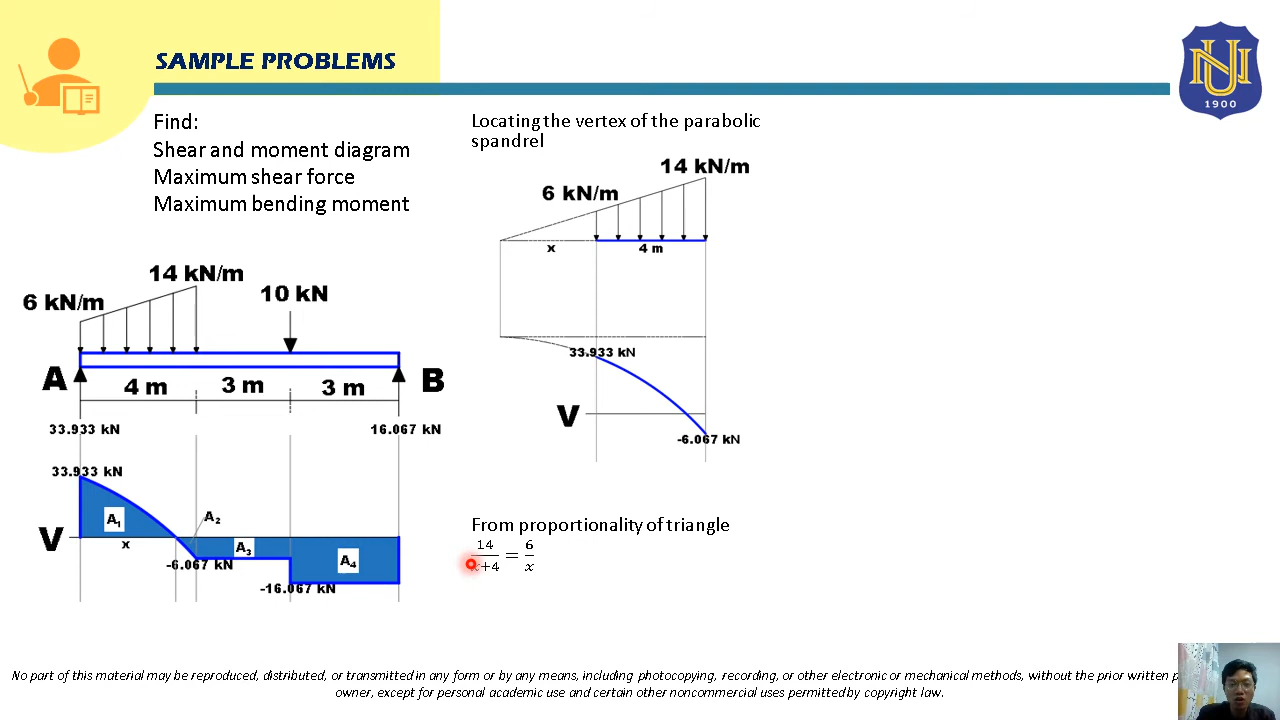 SAMPLE PROBLEMS
NU
1900
Find:
Shear and moment diagram
Maximum shear force
Maximum bending moment
14 kN/m
10 kN
6 kN/m
A
4 m
3 m
3 m
B
33.933 kN
16.067 kN
33.933 kN
A1
A2
V
x
A3
A4
-6.067 kN
-16.067 kN
Locating the vertex of the parabolic
spandrel
14 kN/m
6 kN/m
x
4 m
33.933 kN
V
-6.067 kN
From proportionality of triangle
14/x+4 = 6/x
No part of this material may be reproduced, distributed, or transmitted in any form or by any means, including photocopying, recording, or other electronic or mechanical methods, without the prior written
owner, except for personal academic use and certain other noncommercial uses permitted by copyright law.